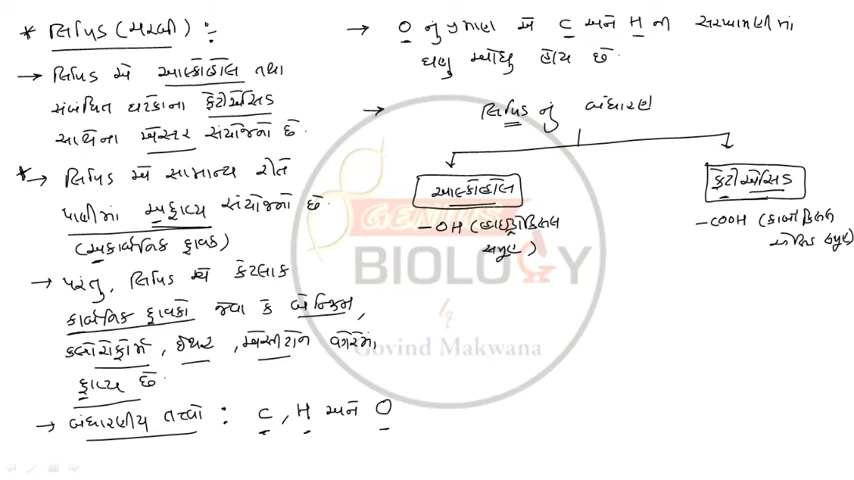 * લિપિડ (ચરબી) :
→ લિપિડ એ આલ્કોહોલ તથા
સંબંધિત ઘટકોના ફેટીએસિડ
સાથેના એસ્ટર સંયોજનો છે.
*→ લિપિડ એ સામાન્ય રીતે
પાણીમાં અદ્રાવ્ય સંયોજનો છે.
(અકાર્બનિક દ્રાવક)
→ પરંતુ, લિપિડ એ કેટલાક
કાર્બનિક દ્રાવકો જેવા કે બેન્ઝિન,
ક્લોરોફોર્મ, ઈથર, એસીટોન વગેરેમાં
દ્રાવ્ય છે.
→ બંધારણીય તત્વો : C, H અને O
→ O નું પ્રમાણ એ C અને H ની સરખામણીમાં
ઘણુ ઓછુ હોય છે.
→ લિપિડ નું બંધારણ
આલ્કોહોલ
– OH (હાઇડ્રોક્સિલ
સમૂહ)
ફેટીએસિડ
– COOH (કાર્બોક્સિલ
એસિડ સમૂહ)
GENIUS
BIOLOGY
by
Govind Makwana